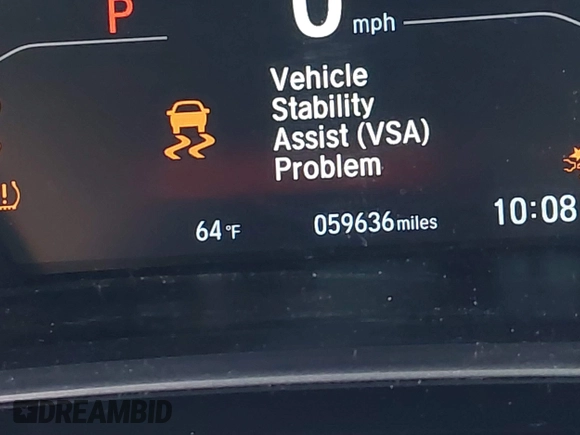 P
0 mph
Vehicle
Stability
Assist (VSA)
Problem
64°F
059636 miles
10:08
DREAMBID